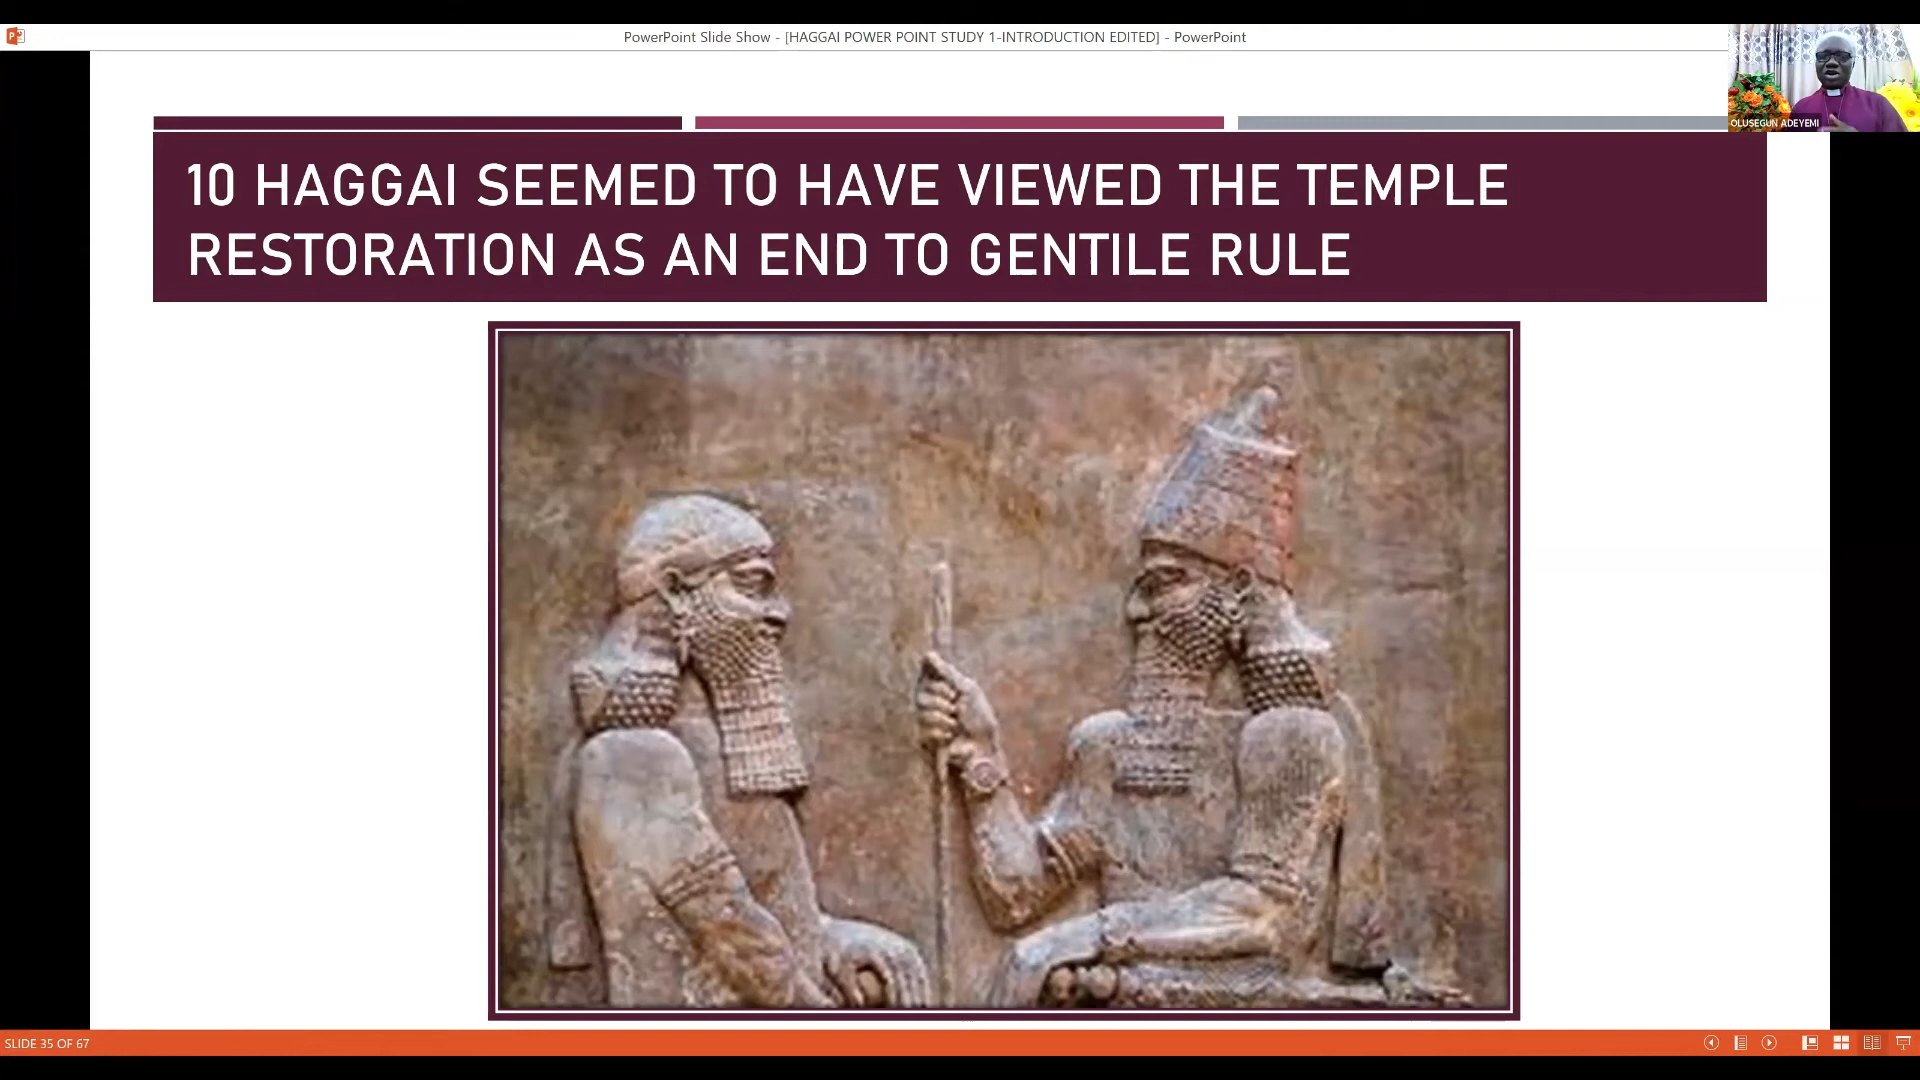 PowerPoint Slide Show - [HAGGAI POWER POINT STUDY 1-INTRODUCTION EDITED] - PowerPoint
OLUSEGUN ADEYEMI
10 HAGGAI SEEMED TO HAVE VIEWED THE TEMPLE
RESTORATION AS AN END TO GENTILE RULE
SLIDE 35 OF 67